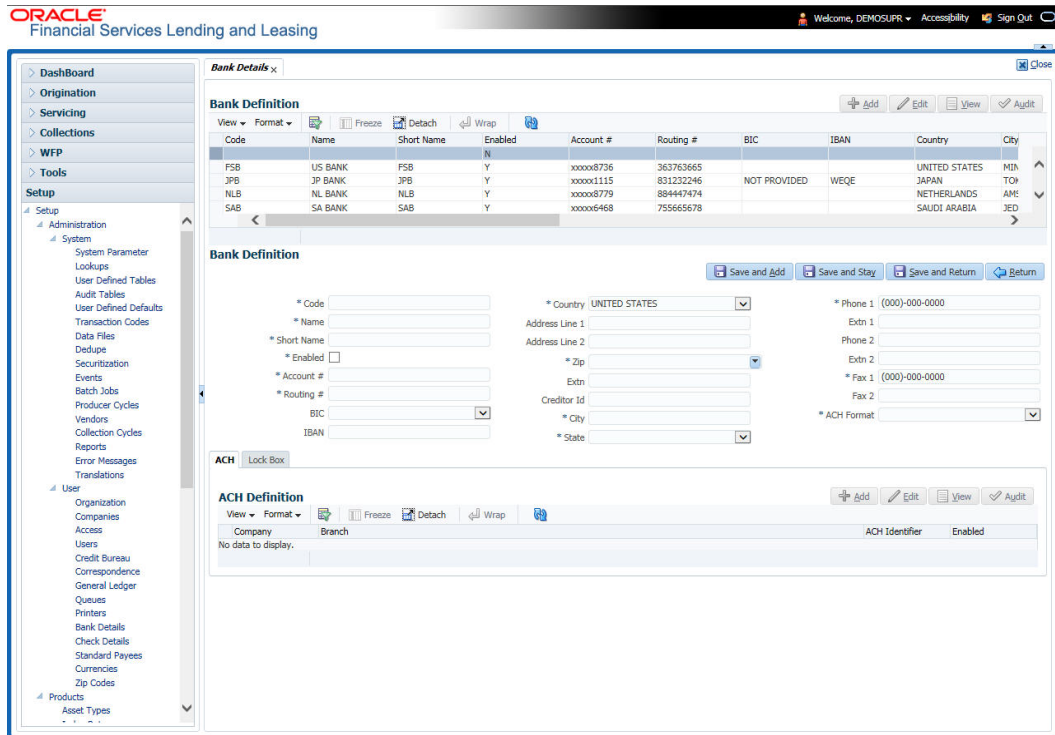 ORACLE
Financial Services Lending and Leasing
Welcome, DEMOSUPR Accessibility Sign Out
DashBoard
Origination
Servicing
Collections
WFP
Tools
Setup
Setup
Administration
System
System Parameter
Lookups
User Defined Tables
Audit Tables
User Defined Defaults
Transaction Codes
Data Files
Dedupe
Securitization
Events
Batch Jobs
Producer Cycles
Vendors
Collection Cycles
Reports
Error Messages
Translations
User
Organization
Companies
Access
Users
Credit Bureau
Correspondence
General Ledger
Queues
Printers
Bank Details
Check Details
Standard Payees
Currencies
Zip Codes
Products
Asset Types
Bank Details Close
Bank Definition Add Edit View Audit
View Format Freeze Detach Wrap
Code Name Short Name Enabled Account # Routing # BIC IBAN Country City
N
FSB US BANK FSB Y xxxxx8736 363763665 UNITED STATES MIN
JPB JP BANK JPB Y xxxxx1115 831232246 NOT PROVIDED WEQE JAPAN TOK
NLB NL BANK NLB Y xxxxx8779 884447474 NETHERLANDS AMS
SAB SA BANK SAB Y xxxxx6468 755665678 SAUDI ARABIA JED
Bank Definition
Save and Add Save and Stay Save and Return Return
* Code
* Name
* Short Name
* Enabled
* Account #
* Routing #
BIC
IBAN
* Country UNITED STATES
Address Line 1
Address Line 2
* Zip
Extn
Creditor Id
* City
* State
* Phone 1 (000)-000-0000
Extn 1
Phone 2
Extn 2
* Fax 1 (000)-000-0000
Fax 2
* ACH Format
ACH Lock Box
ACH Definition Add Edit View Audit
View Format Freeze Detach Wrap
Company Branch ACH Identifier Enabled
No data to display.